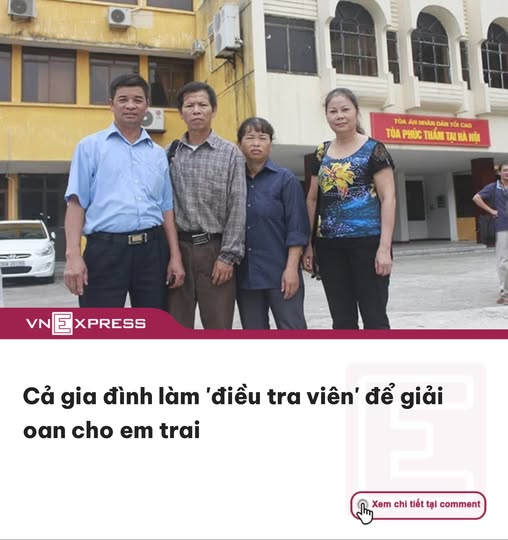 TÒA ÁN NHÂN DÂN TỐI CAO
TÒA PHÚC THẨM TẠI HÀ NỘI
VNEXPRESS
Cả gia đình làm 'điều tra viên' để giải
oan cho em trai
Xem chi tiết tại comment